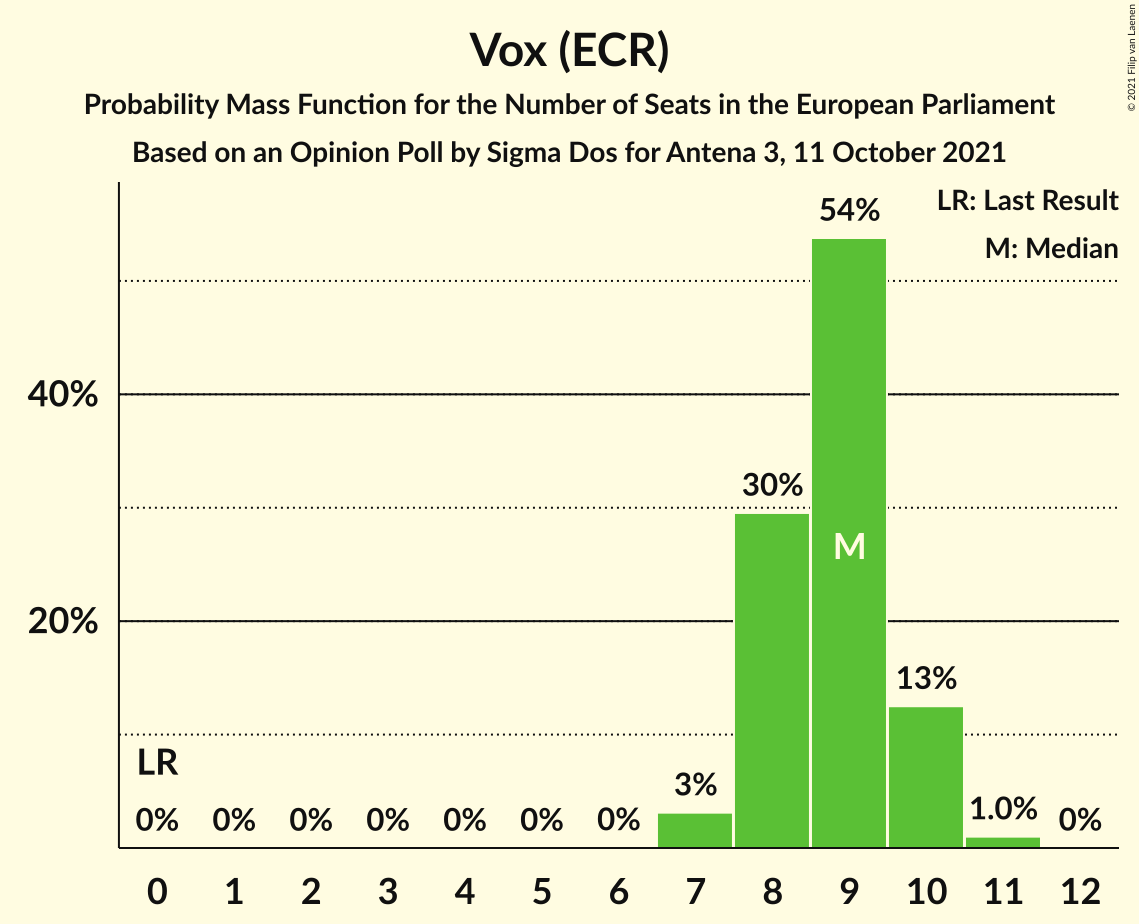 Vox (ECR)
Probability Mass Function for the Number of Seats in the European Parliament
Based on an Opinion Poll by Sigma Dos for Antena 3, 11 October 2021
© 2021 Filip van Laenen
LR: Last Result
M: Median
54%
40%
30%
M
20%
13%
LR
3%
1.0%
0% 0% 0% 0% 0% 0% 0% 0%
0 1 2 3 4 5 6 7 8 9 10 11 12